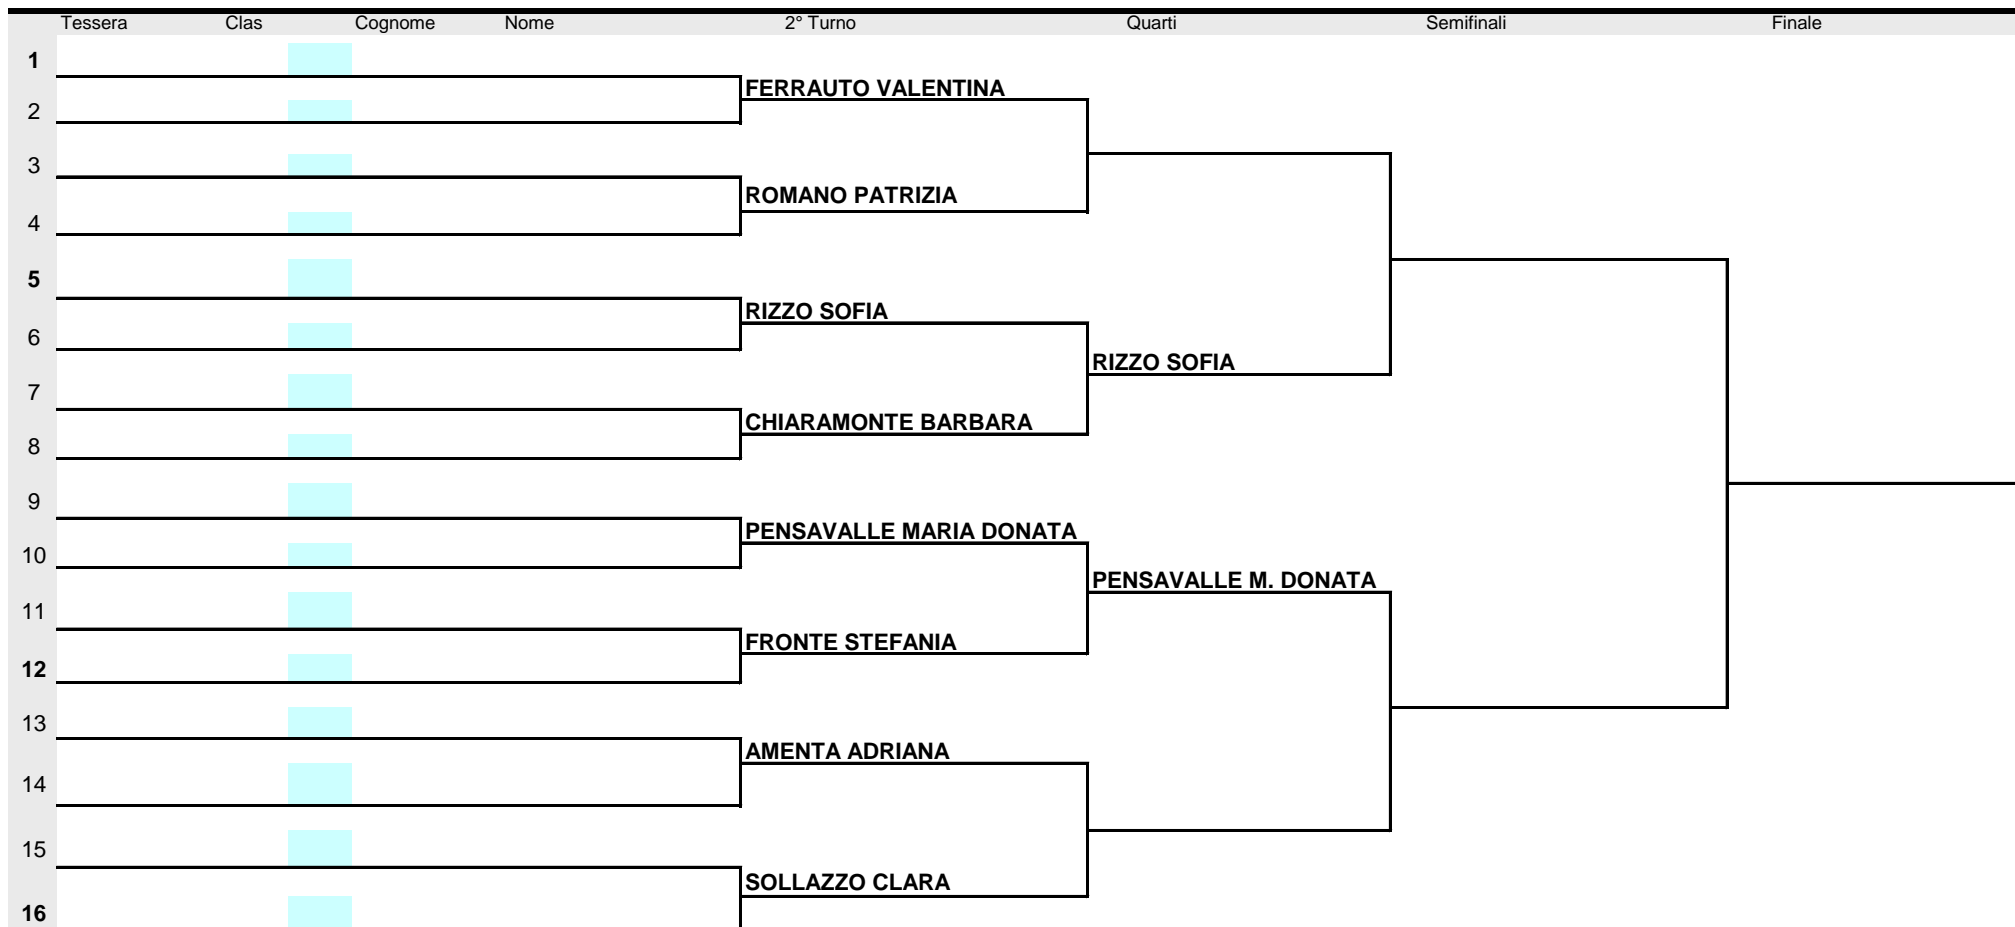 Tessera Clas Cognome Nome 2° Turno Quarti Semifinali Finale
1
FERRAUTO VALENTINA
2
3
ROMANO PATRIZIA
4
5
RIZZO SOFIA
6
RIZZO SOFIA
7
CHIARAMONTE BARBARA
8
9
PENSAVALLE MARIA DONATA
10
PENSAVALLE M. DONATA
11
FRONTE STEFANIA
12
13
AMENTA ADRIANA
14
15
SOLLAZZO CLARA
16